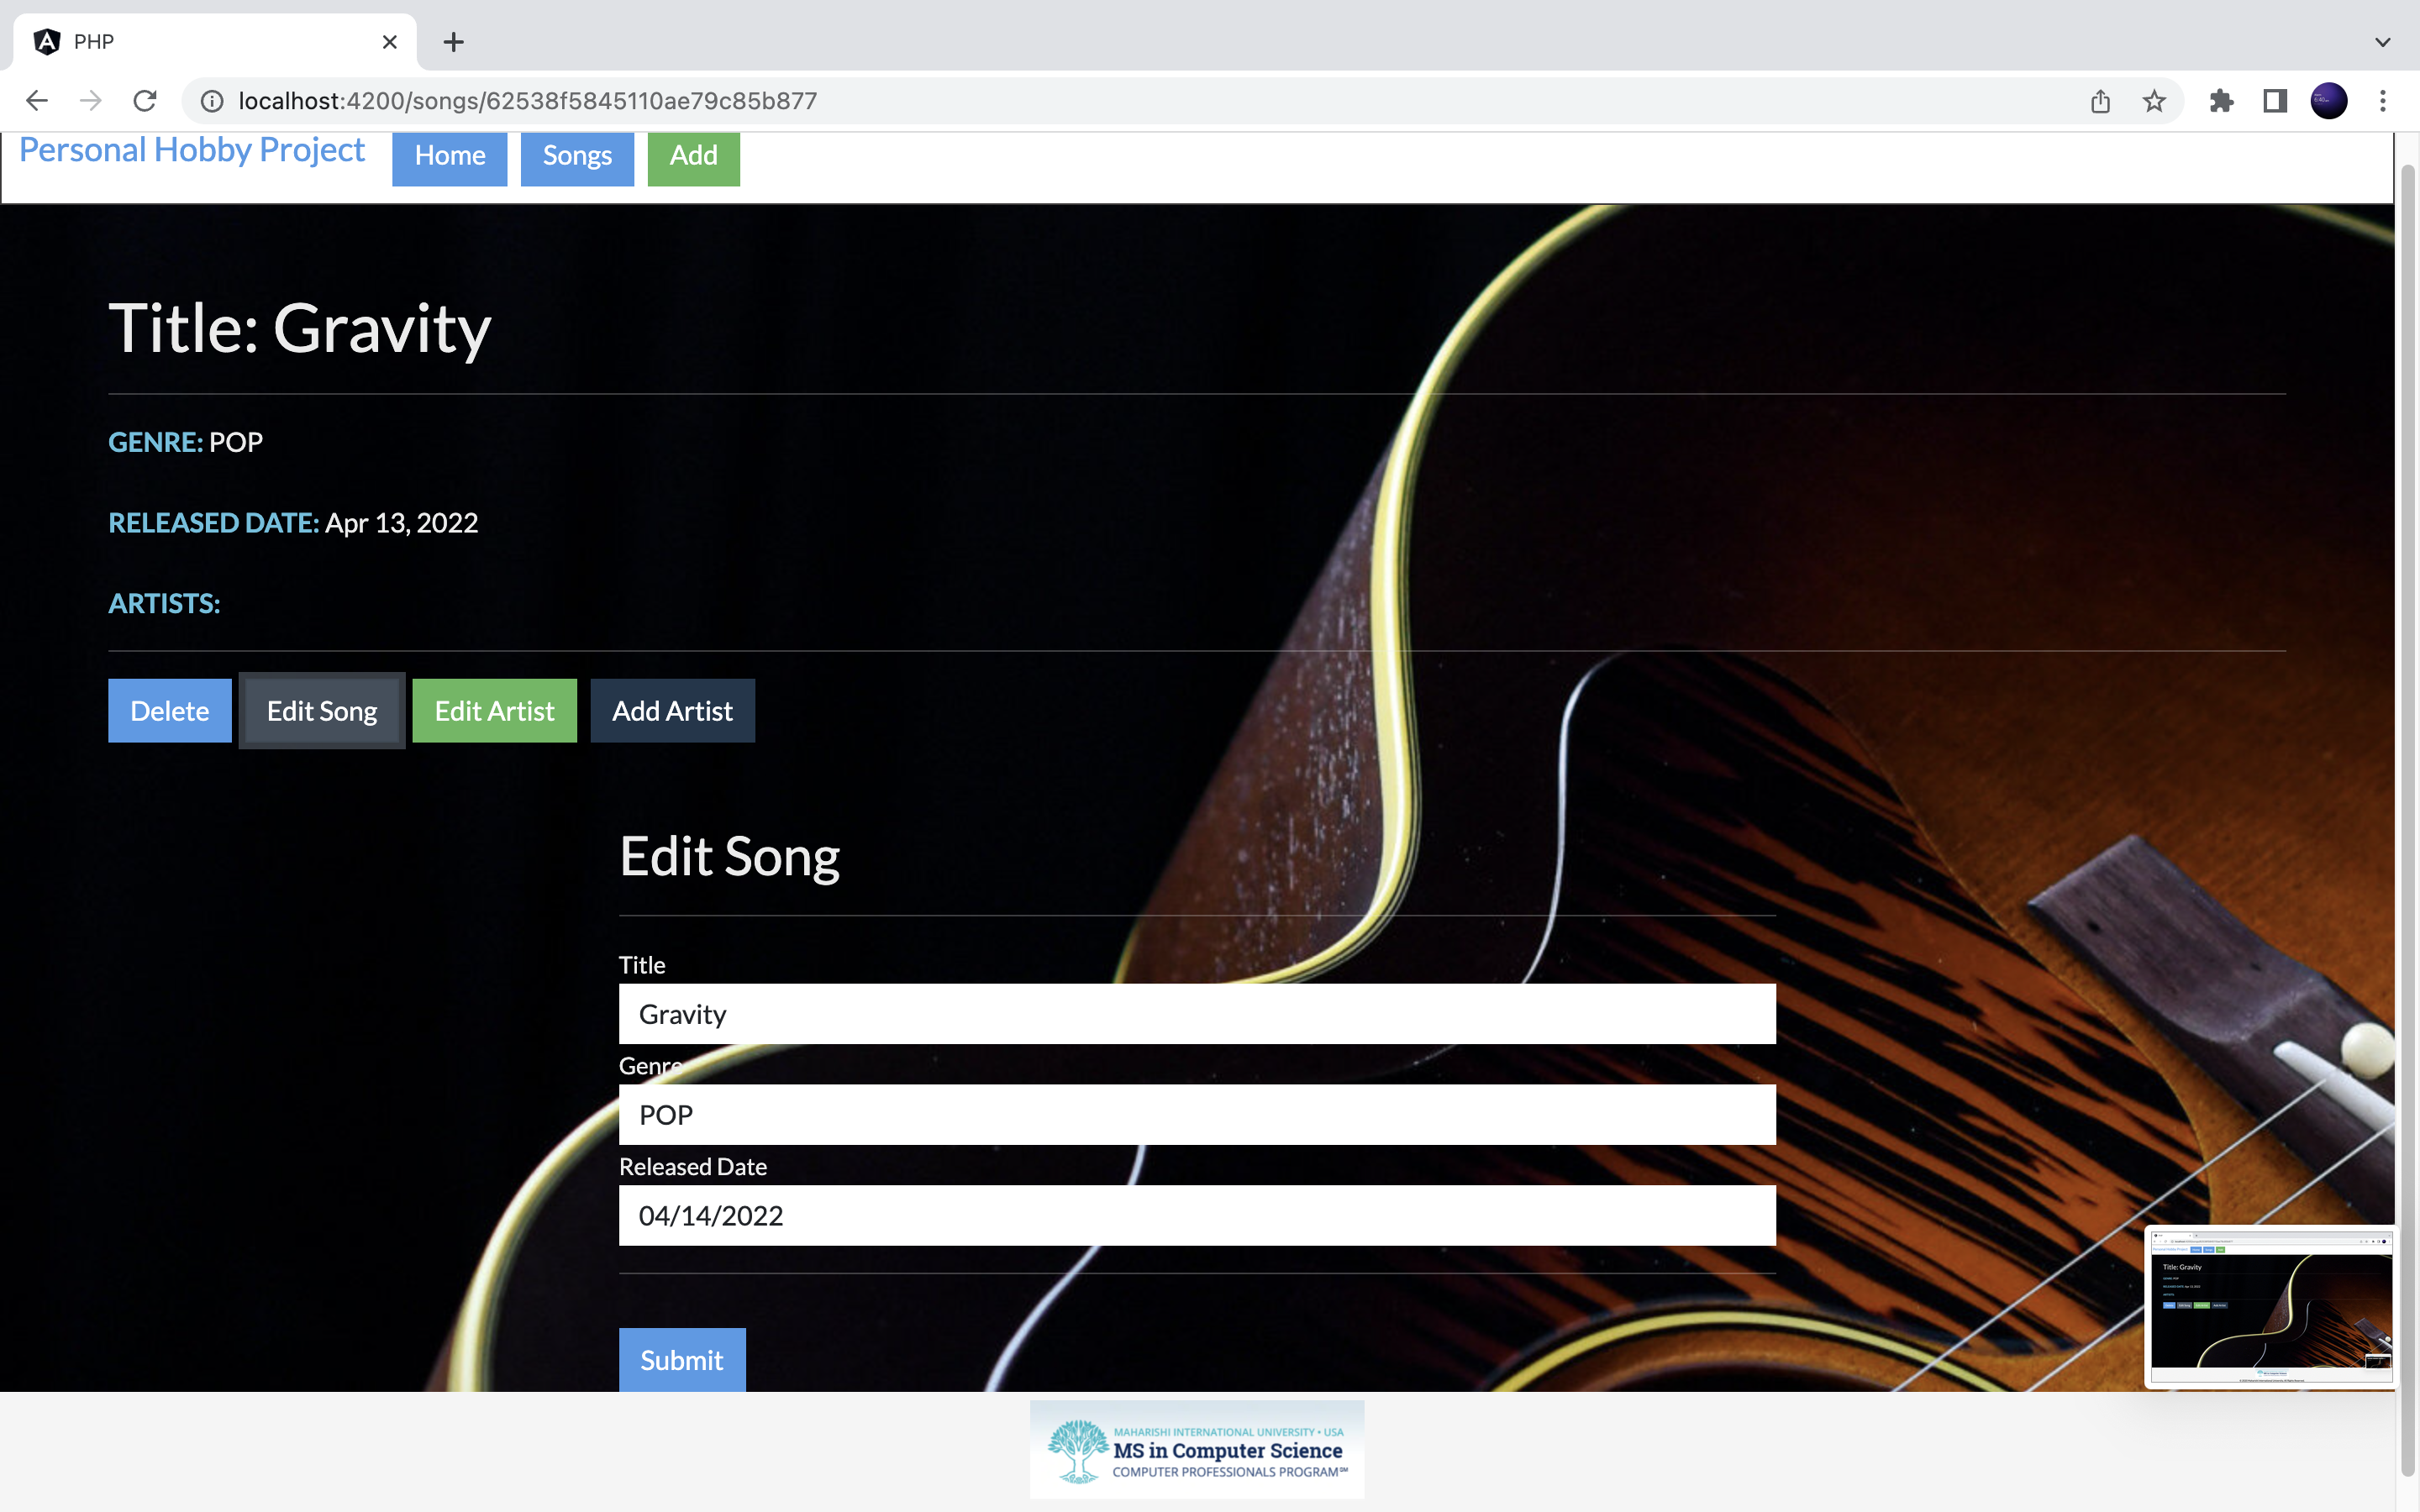 PHP
localhost:4200/songs/62538f5845110ae79c85b877
Personal Hobby Project Home Songs Add
Title: Gravity
GENRE: POP
RELEASED DATE: Apr 13, 2022
ARTISTS:
Delete Edit Song Edit Artist Add Artist
Edit Song
Title
Gravity
Genre
POP
Released Date
04/14/2022
Title: Gravity
Submit
MAHARISHI INTERNATIONAL UNIVERSITY • USA
MS in Computer Science
COMPUTER PROFESSIONALS PROGRAM℠